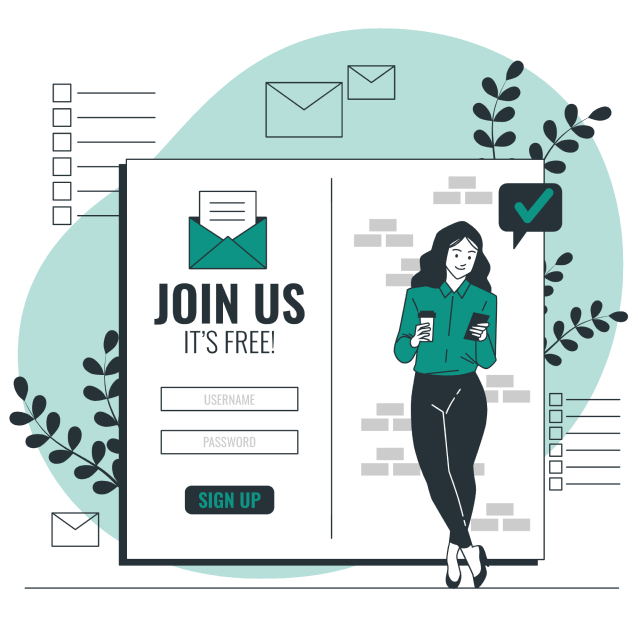 JOIN US
IT'S FREE!
USERNAME
PASSWORD
SIGN UP